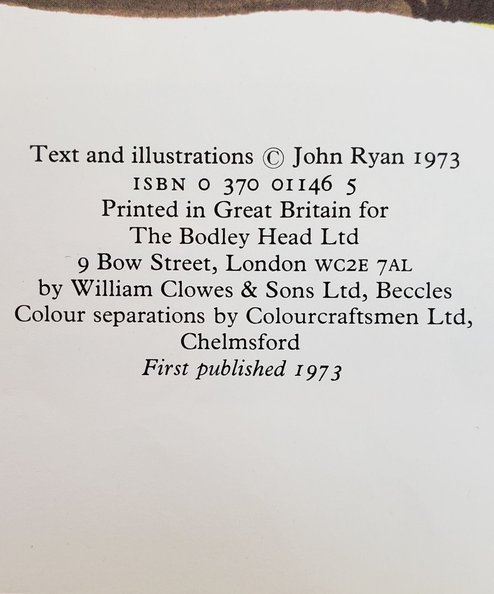 Text and illustrations © John Ryan 1973
ISBN 0 370 01146 5
Printed in Great Britain for
The Bodley Head Ltd
9 Bow Street, London WC2E 7AL
by William Clowes & Sons Ltd, Beccles
Colour separations by Colourcraftsmen Ltd,
Chelmsford
First published 1973